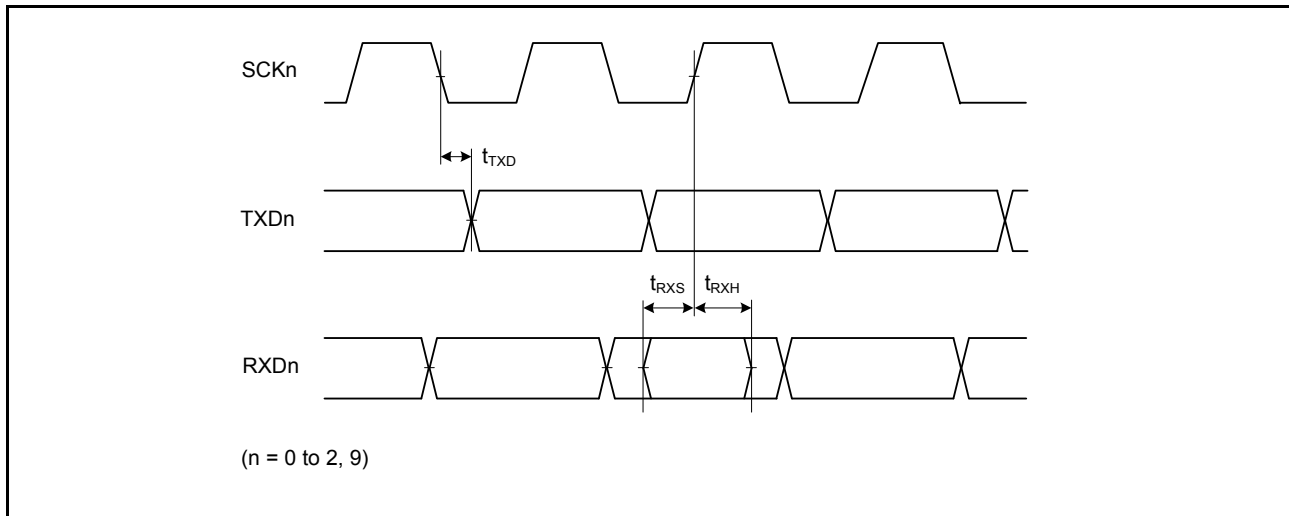 SCKn
tTXD
TXDn
tRXS tRXH
RXDn
(n = 0 to 2, 9)